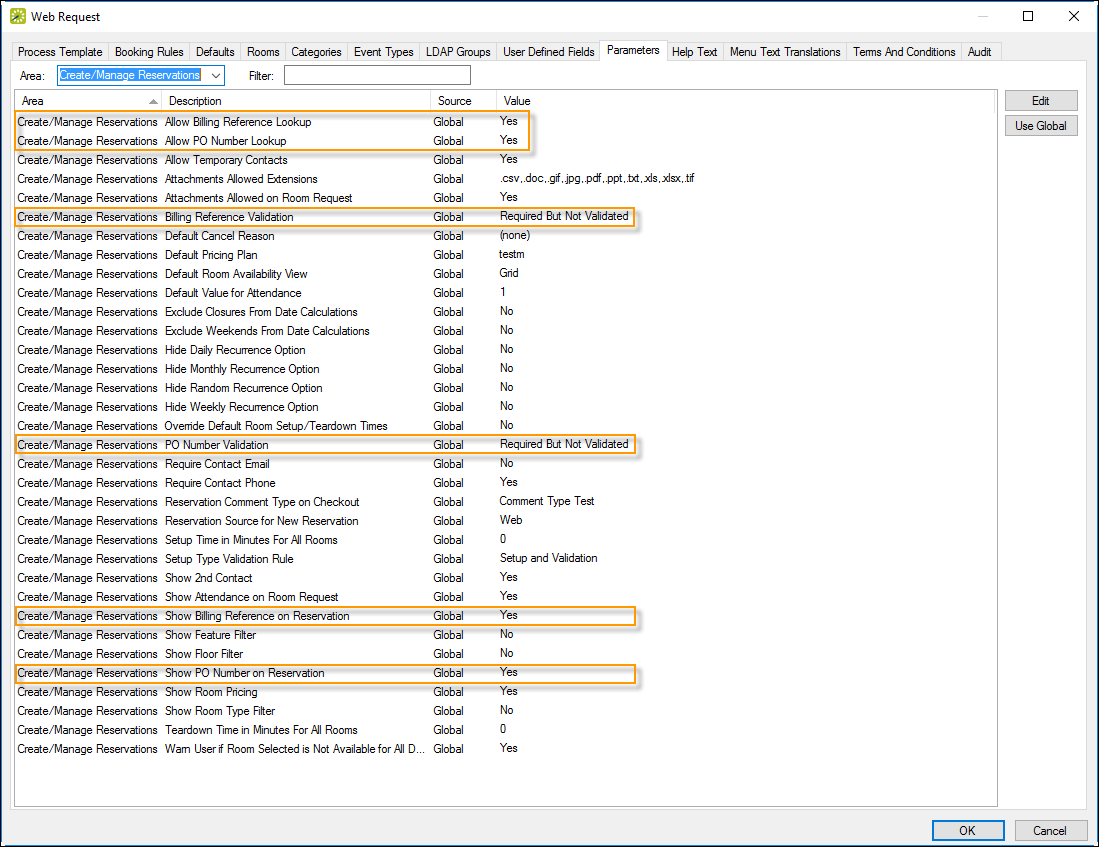 Web Request
Process Template Booking Rules Defaults Rooms Categories Event Types LDAP Groups User Defined Fields Parameters Help Text Menu Text Translations Terms And Conditions Audit
Area: Create/Manage Reservations Filter:
Area Description Source Value
Create/Manage Reservations Allow Billing Reference Lookup Global Yes
Create/Manage Reservations Allow PO Number Lookup Global Yes
Create/Manage Reservations Allow Temporary Contacts Global Yes
Create/Manage Reservations Attachments Allowed Extensions Global .csv,.doc,.gif,.jpg,.pdf,.ppt,.txt,.xls,.xlsx,.tif
Create/Manage Reservations Attachments Allowed on Room Request Global Yes
Create/Manage Reservations Billing Reference Validation Global Required But Not Validated
Create/Manage Reservations Default Cancel Reason Global (none)
Create/Manage Reservations Default Pricing Plan Global testm
Create/Manage Reservations Default Room Availability View Global Grid
Create/Manage Reservations Default Value for Attendance Global 1
Create/Manage Reservations Exclude Closures From Date Calculations Global No
Create/Manage Reservations Exclude Weekends From Date Calculations Global No
Create/Manage Reservations Hide Daily Recurrence Option Global No
Create/Manage Reservations Hide Monthly Recurrence Option Global No
Create/Manage Reservations Hide Random Recurrence Option Global No
Create/Manage Reservations Hide Weekly Recurrence Option Global No
Create/Manage Reservations Override Default Room Setup/Teardown Times Global No
Create/Manage Reservations PO Number Validation Global Required But Not Validated
Create/Manage Reservations Require Contact Email Global No
Create/Manage Reservations Require Contact Phone Global Yes
Create/Manage Reservations Reservation Comment Type on Checkout Global Comment Type Test
Create/Manage Reservations Reservation Source for New Reservation Global Web
Create/Manage Reservations Setup Time in Minutes For All Rooms Global 0
Create/Manage Reservations Setup Type Validation Rule Global Setup and Validation
Create/Manage Reservations Show 2nd Contact Global Yes
Create/Manage Reservations Show Attendance on Room Request Global Yes
Create/Manage Reservations Show Billing Reference on Reservation Global Yes
Create/Manage Reservations Show Feature Filter Global No
Create/Manage Reservations Show Floor Filter Global No
Create/Manage Reservations Show PO Number on Reservation Global Yes
Create/Manage Reservations Show Room Pricing Global Yes
Create/Manage Reservations Show Room Type Filter Global No
Create/Manage Reservations Teardown Time in Minutes For All Rooms Global 0
Create/Manage Reservations Warn User if Room Selected is Not Available for All D... Global Yes
Edit
Use Global
OK Cancel